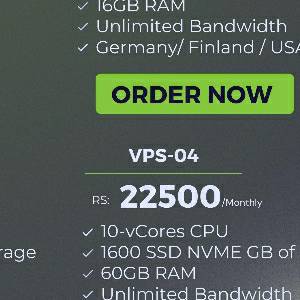 16GB RAM
Unlimited Bandwidth
Germany/ Finland / USA
ORDER NOW
VPS-04
RS: 22500/Monthly
10-vCores CPU
rage
1600 SSD NVME GB of
60GB RAM
Unlimited Bandwidth